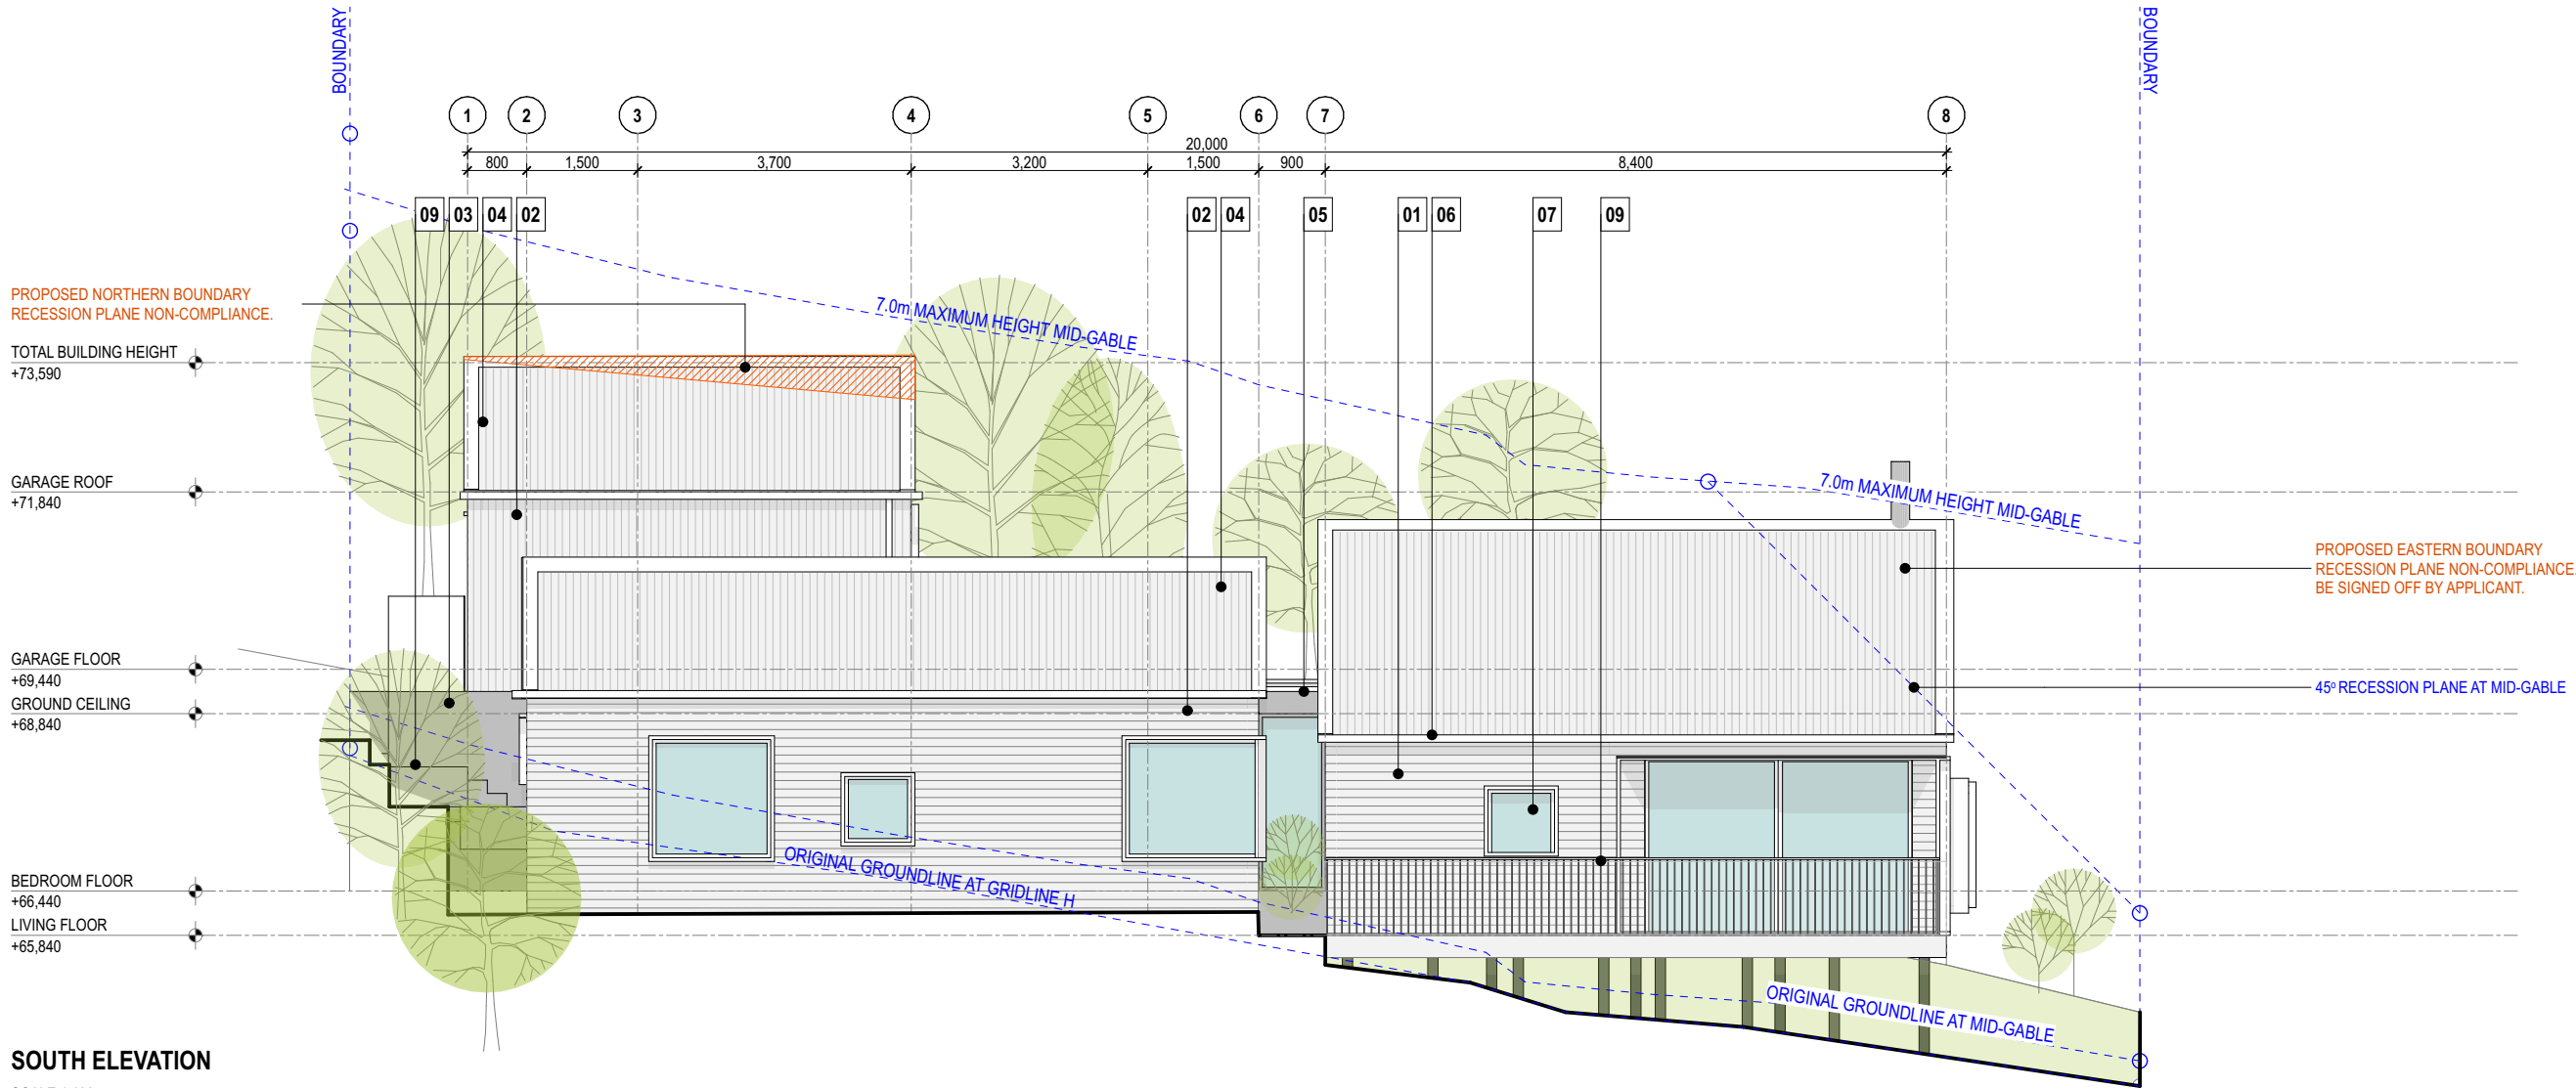 BOUNDARY
BOUNDARY
1 2 3 4 5 6 7 8
20,000
800 1,500 3,700 3,200 1,500 900 8,400
09 03 04 02 02 04 05 01 06 07 09
PROPOSED NORTHERN BOUNDARY
RECESSION PLANE NON-COMPLIANCE.
7.0m MAXIMUM HEIGHT MID-GABLE
TOTAL BUILDING HEIGHT
+73,590
GARAGE ROOF
+71,840
7.0m MAXIMUM HEIGHT MID-GABLE
PROPOSED EASTERN BOUNDARY
RECESSION PLANE NON-COMPLIANCE
BE SIGNED OFF BY APPLICANT.
GARAGE FLOOR
+69,440
45º RECESSION PLANE AT MID-GABLE
GROUND CEILING
+68,840
ORIGINAL GROUNDLINE AT GRIDLINE H
BEDROOM FLOOR
+66,440
LIVING FLOOR
+65,840
ORIGINAL GROUNDLINE AT MID-GABLE
SOUTH ELEVATION